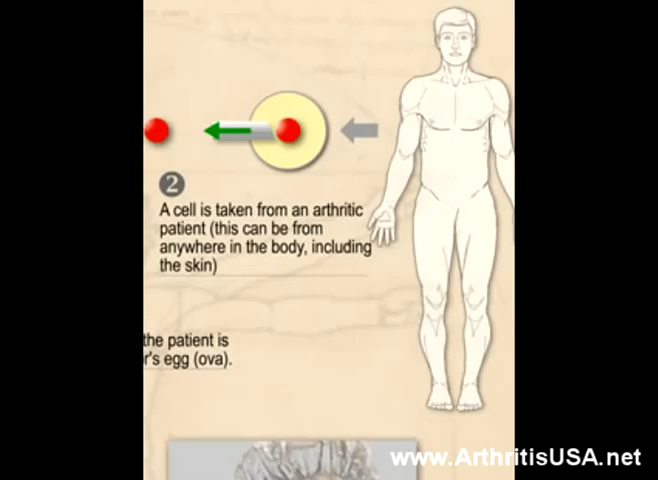 2
A cell is taken from an arthritic
patient (this can be from
anywhere in the body, including
the skin)
the patient is
r's egg (ova).
www.ArthritisUSA.net